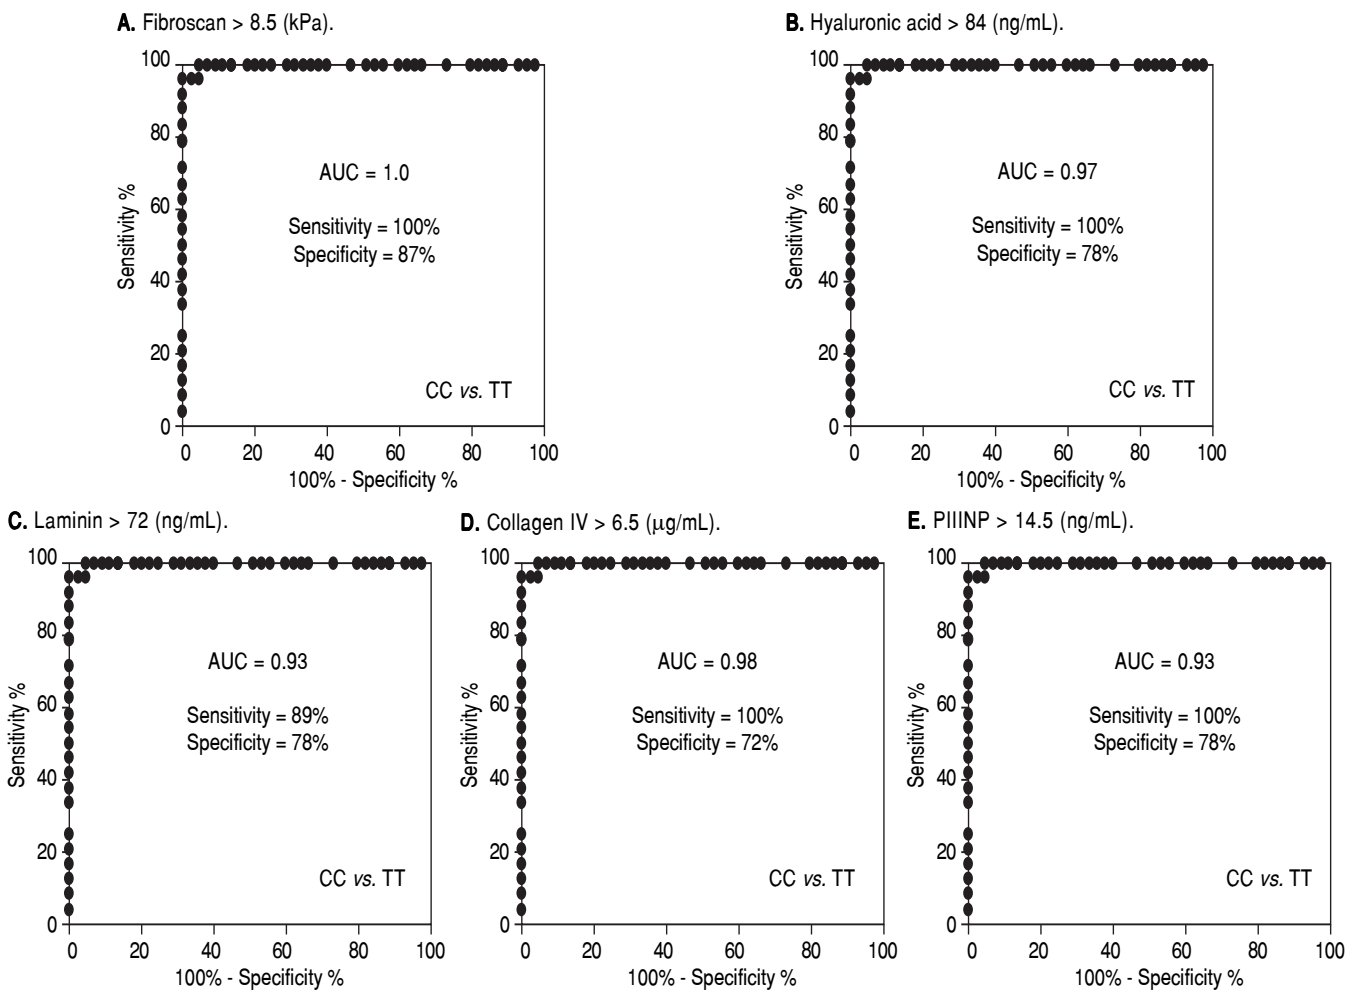 A. Fibroscan > 8.5 (kPa).
100
80
60
40
20
0
Sensitivity %
AUC = 1.0
Sensitivity = 100%
Specificity = 87%
CC vs. TT
0 20 40 60 80 100
100% - Specificity %
B. Hyaluronic acid > 84 (ng/mL).
100
80
60
40
20
0
Sensitivity %
AUC = 0.97
Sensitivity = 100%
Specificity = 78%
CC vs. TT
0 20 40 60 80 100
100% - Specificity %
C. Laminin > 72 (ng/mL).
100
80
60
40
20
0
Sensitivity %
AUC = 0.93
Sensitivity = 89%
Specificity = 78%
CC vs. TT
0 20 40 60 80 100
100% - Specificity %
D. Collagen IV > 6.5 (µg/mL).
100
80
60
40
20
0
Sensitivity %
AUC = 0.98
Sensitivity = 100%
Specificity = 72%
CC vs. TT
0 20 40 60 80 100
100% - Specificity %
E. PIIINP > 14.5 (ng/mL).
100
80
60
40
20
0
Sensitivity %
AUC = 0.93
Sensitivity = 100%
Specificity = 78%
CC vs. TT
0 20 40 60 80 100
100% - Specificity %